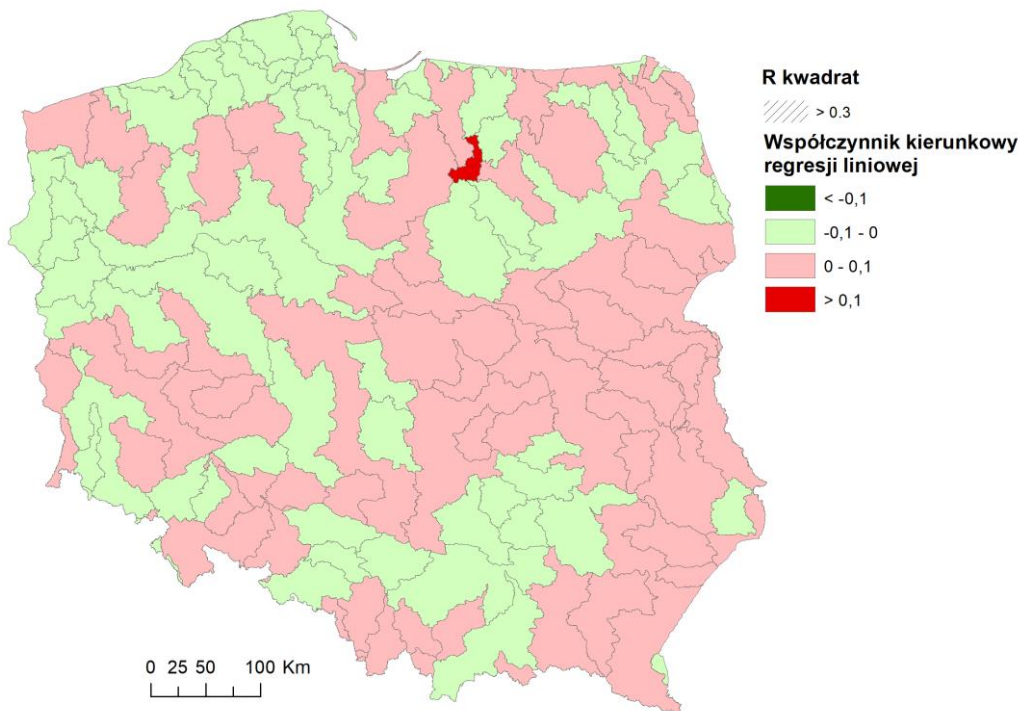 R kwadrat
> 0.3
Współczynnik kierunkowy
regresji liniowej
< -0,1
-0,1 - 0
0 - 0,1
> 0,1
0 25 50 100 Km